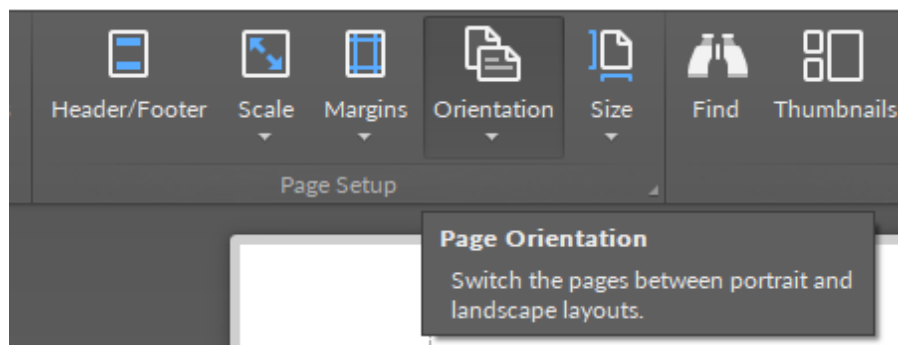 Header/Footer
Scale
Margins
Orientation
Size
Find
Thumbnails
Page Setup
Page Orientation
Switch the pages between portrait and
landscape layouts.